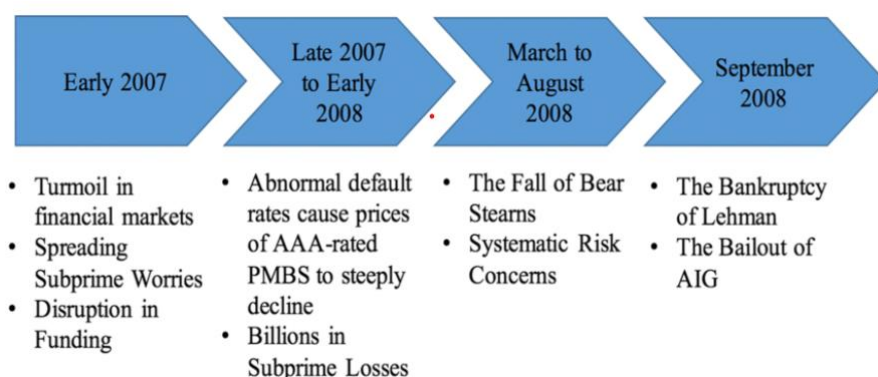 Early 2007
Late 2007
to Early
2008
March to
August
2008
September
2008
• Turmoil in
financial markets
• Spreading
Subprime Worries
• Disruption in
Funding
• Abnormal default
rates cause prices
of AAA-rated
PMBS to steeply
decline
• Billions in
Subprime Losses
• The Fall of Bear
Stearns
• Systematic Risk
Concerns
• The Bankruptcy
of Lehman
• The Bailout of
AIG